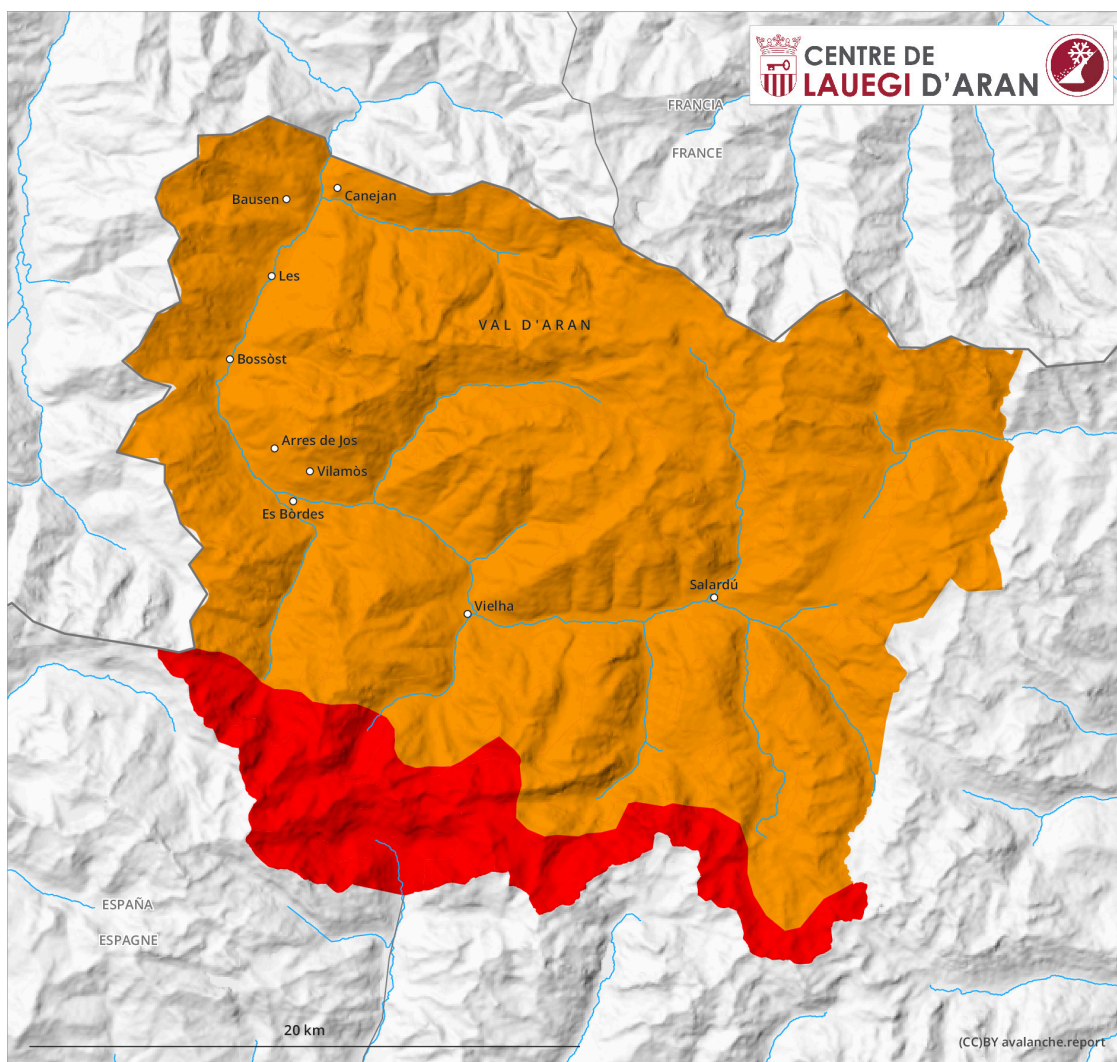 CENTRE DE
LAUEGI D'ARAN
FRANCIA
FRANCE
Bausen
Canejan
Les
VAL D'ARAN
Bossòst
Arres de Jos
Vilamòs
Es Bòrdes
Salardú
Vielha
ESPAÑA
ESPAGNE
20 km
(CC)BY avalanche.report